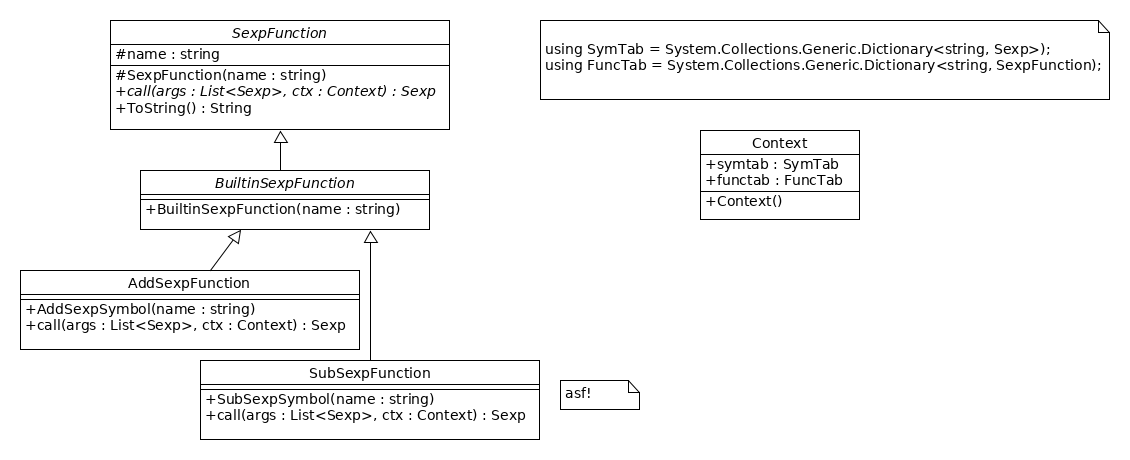 SexpFunction
#name : string
#SexpFunction(name : string)
+call(args : List<Sexp>, ctx : Context) : Sexp
+ToString() : String
using SymTab = System.Collections.Generic.Dictionary<string, Sexp>);
using FuncTab = System.Collections.Generic.Dictionary<string, SexpFunction);
Context
+symtab : SymTab
+functab : FuncTab
+Context()
BuiltinSexpFunction
+BuiltinSexpFunction(name : string)
AddSexpFunction
+AddSexpSymbol(name : string)
+call(args : List<Sexp>, ctx : Context) : Sexp
SubSexpFunction
+SubSexpSymbol(name : string)
+call(args : List<Sexp>, ctx : Context) : Sexp
asf!